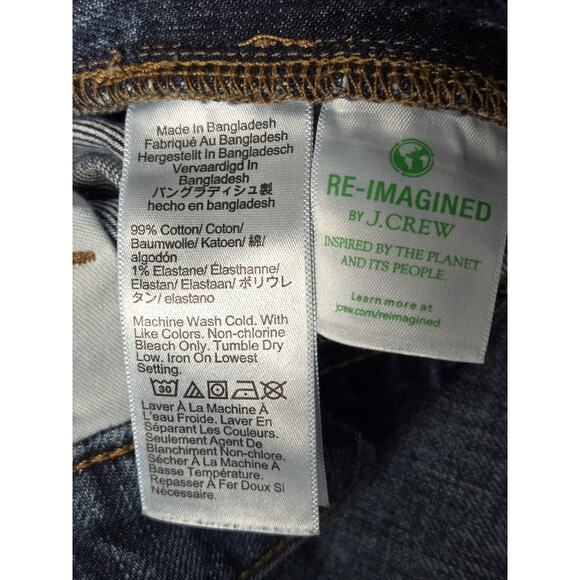 Made In Bangladesh
Fabriqué Au Bangladesh
Hergestellt In Bangladesch
Vervaardigd In
Bangladesh
バングラディシュ製
hecho en bangladesh
99% Cotton/ Coton/
Baumwolle/ Katoen/ 綿/
algodón
1% Elastane/ Élasthanne/
Elastan/ Elastaan/ ポリウレ
タン/ elastano
Machine Wash Cold. With
Like Colors. Non-chlorine
Bleach Only. Tumble Dry
Low. Iron On Lowest
Setting.
30
Laver À La Machine À
L'eau Froide. Laver En
Séparant Les Couleurs.
Seulement Agent De
Blanchiment Non-chlore.
Sécher À La Machine À
Basse Température.
Repasser À Fer Doux Si
Nécessaire.
RE-IMAGINED
BY J.CREW
INSPIRED BY THE PLANET
AND ITS PEOPLE.
Learn more at
jcrew.com/reimagined